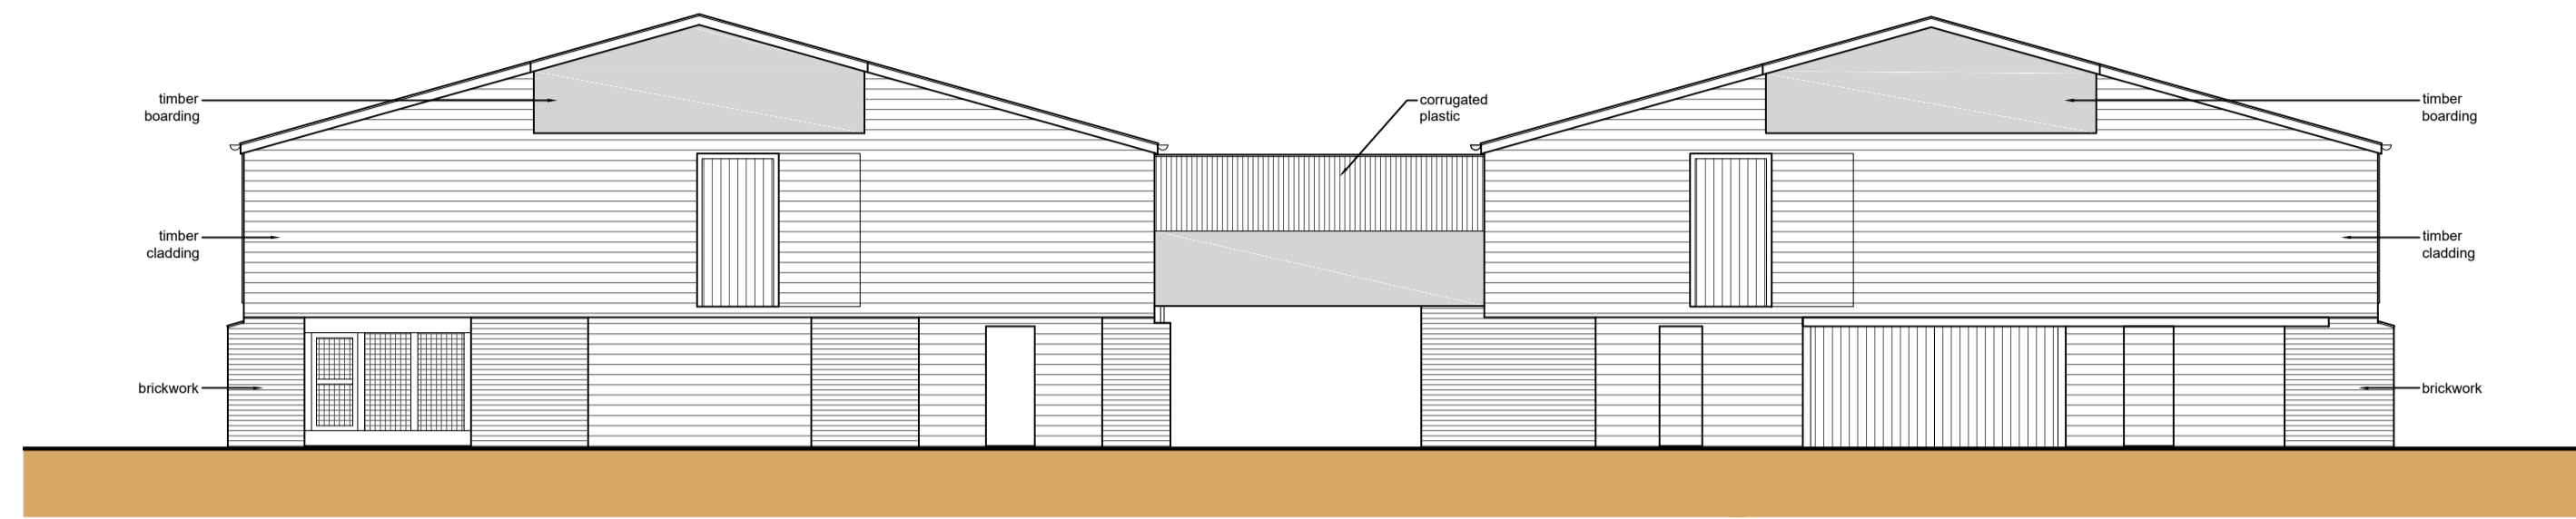 timber
boarding
corrugated
plastic
timber
boarding
timber
cladding
timber
cladding
brickwork
brickwork